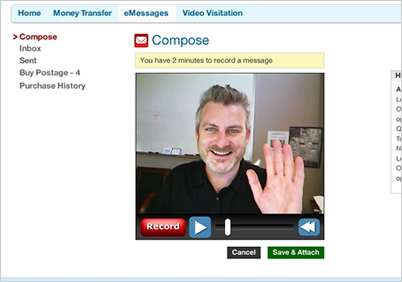 Home Money Transfer eMessages Video Visitation
> Compose
Inbox
Sent
Buy Postage - 4
Purchase History
Compose
You have 2 minutes to record a message
Record
Cancel Save & Attach